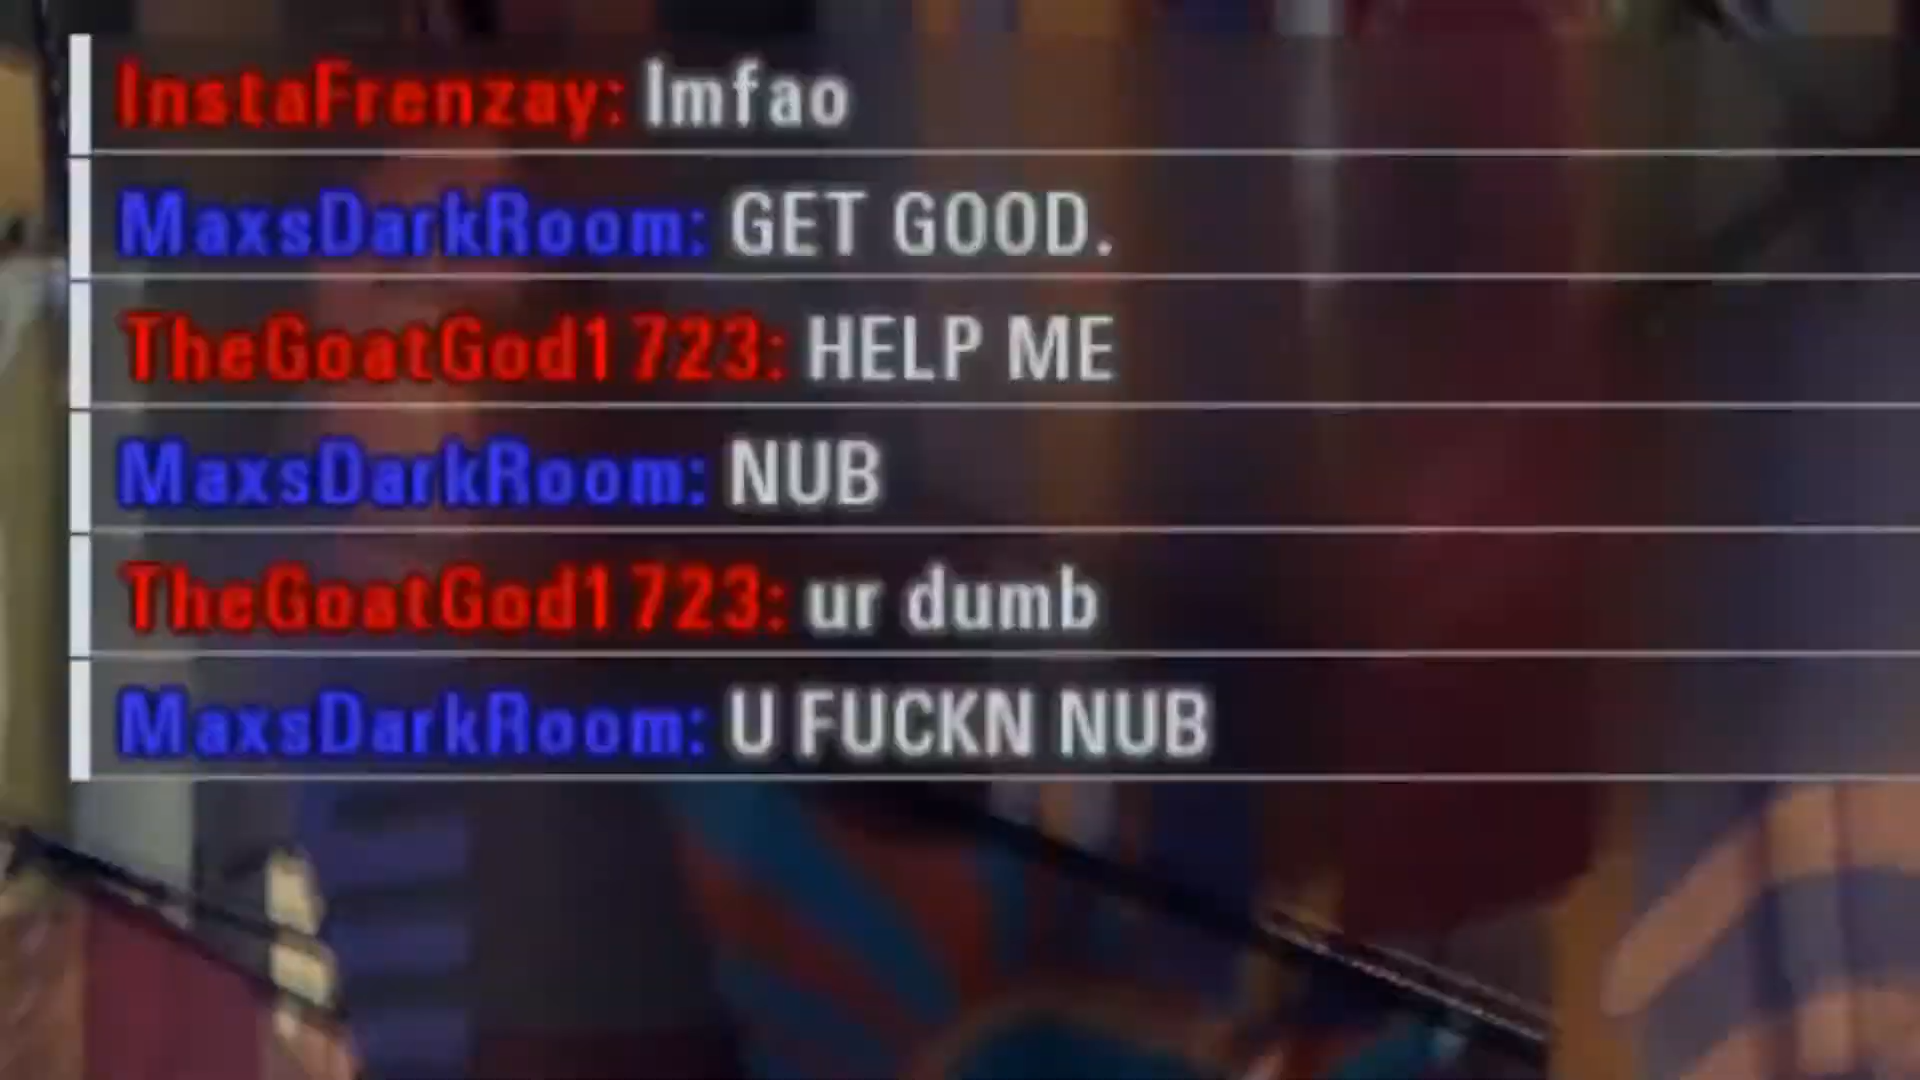 InstaFrenzay: lmfao
MaxsDarkRoom: GET GOOD.
TheGoatGod1723: HELP ME
MaxsDarkRoom: NUB
TheGoatGod1723: ur dumb
MaxsDarkRoom: U FUCKN NUB